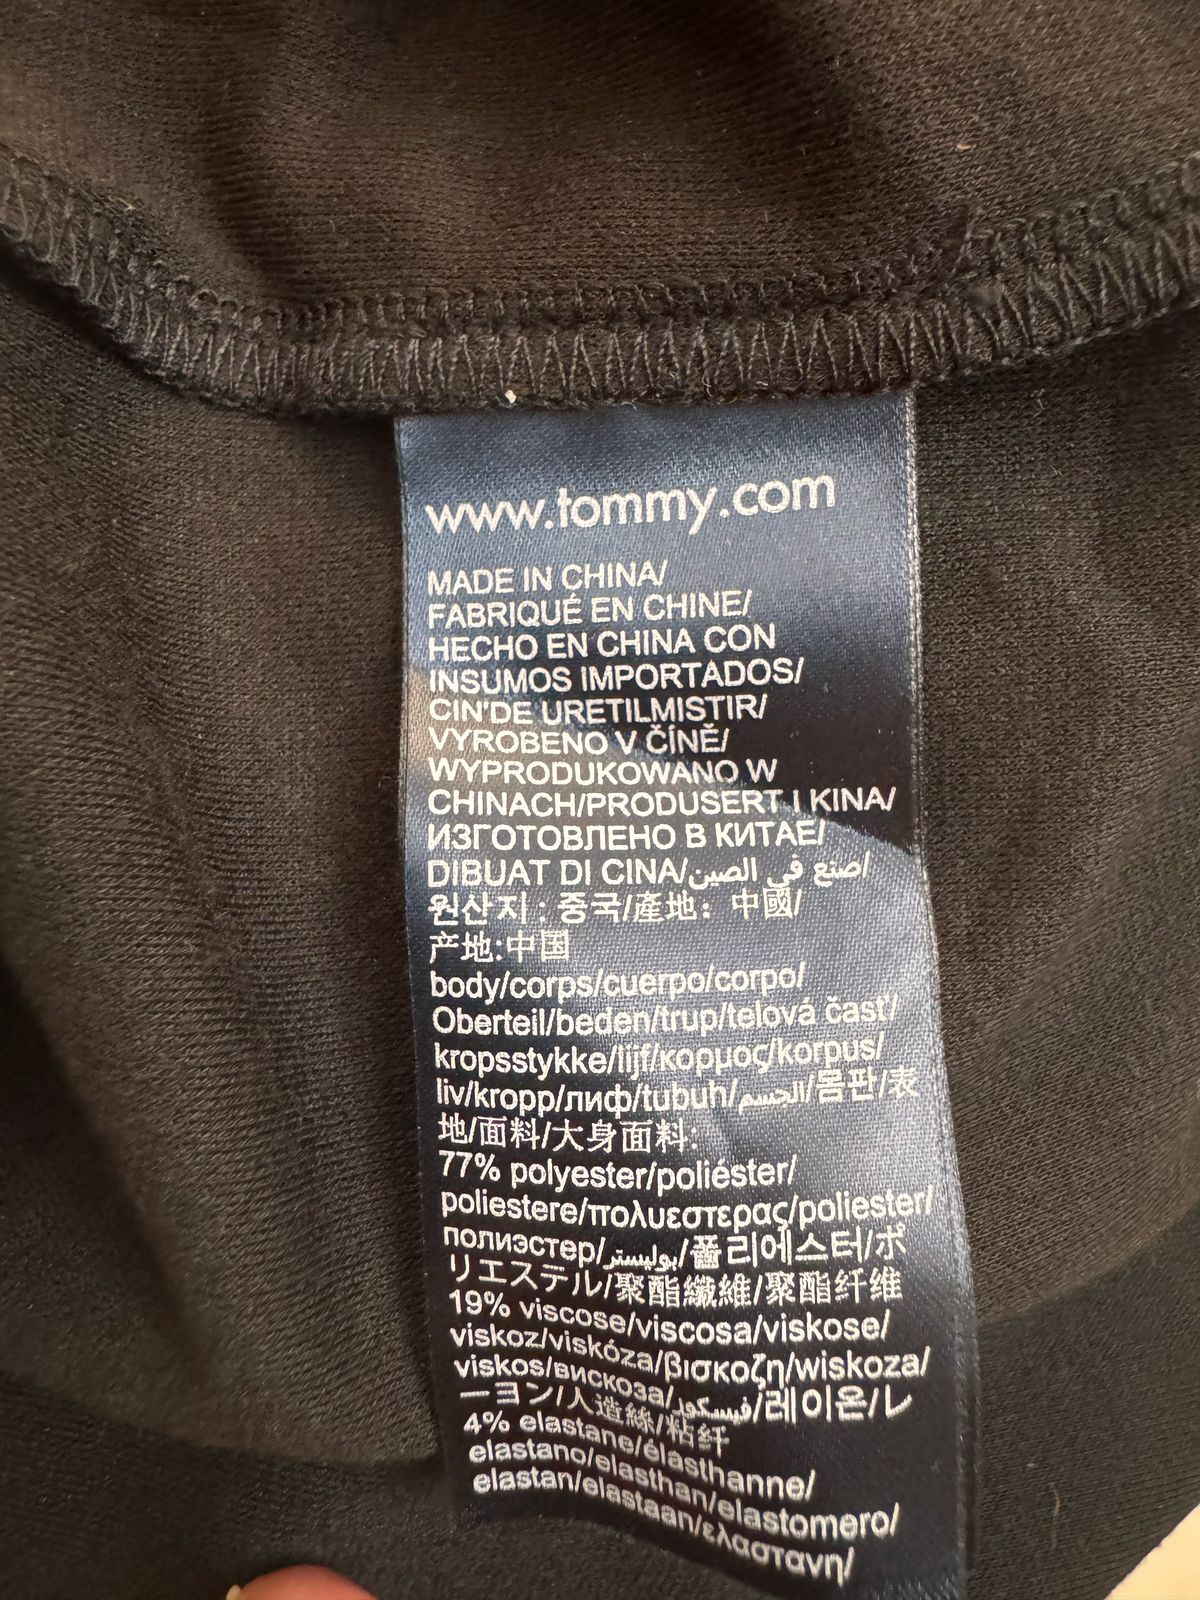 www.tommy.com
MADE IN CHINA/
FABRIQUÉ EN CHINE/
HECHO EN CHINA CON
INSUMOS IMPORTADOS/
CIN'DE URETILMISTIR/
VYROBENO V ČÍNĚ/
WYPRODUKOWANO W
CHINACH/PRODUSERT I KINA/
ИЗГОТОВЛЕНО В КИТАЕ/
DIBUAT DI CINA/صنع في الصين/
원산지 : 중국/產地: 中國/
产地:中国
body/corps/cuerpo/corpo/
Oberteil/beden/trup/telová časť/
kropsstykke/lijf/κορμος/korpus/
liv/kropp/лиф/tubuh/الجسم/몸판/表
地/面料/大身面料:
77% polyester/poliéster/
poliestere/πολυεστερας/poliester/
полиэстер/بوليستر/폴리에스터/ポ
リエステル/聚酯纖維/聚酯纤维
19% viscose/viscosa/viskose/
viskoz/viskóza/βισκοζη/wiskoza/
viskos/вискоза/فيسكوز/레이온/レ
ーヨン/人造絲/粘纤
4% elastane/élasthanne/
elastano/elasthan/elastomero/
elastan/elastaan/ελαστανη/